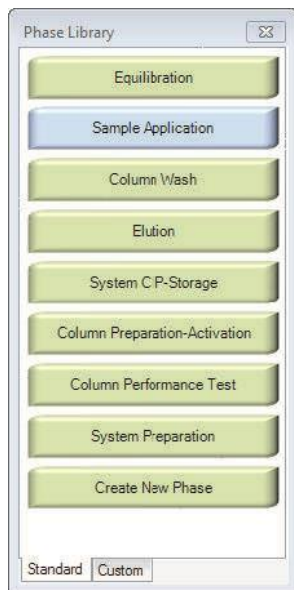 Phase Library
Equilibration
Sample Application
Column Wash
Elution
System CIP-Storage
Column Preparation-Activation
Column Performance Test
System Preparation
Create New Phase
Standard Custom